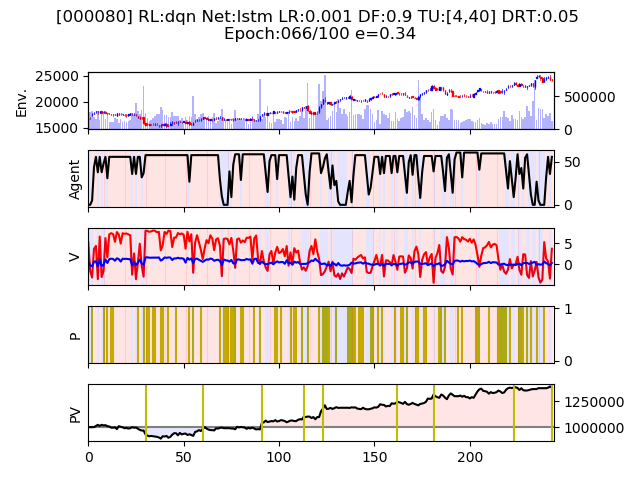 [000080] RL:dqn Net:lstm LR:0.001 DF:0.9 TU:[4,40] DRT:0.05
Epoch:066/100 e=0.34
Env.
25000
20000
15000
500000
0
Agent
50
0
V
5
0
P
1
0
PV
1250000
1000000
0 50 100 150 200